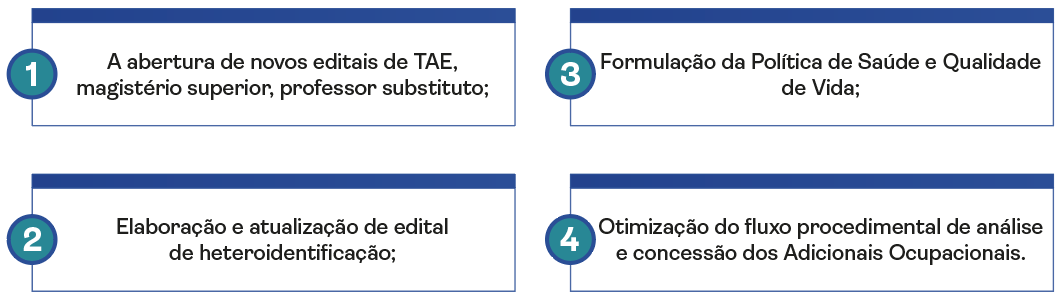 1
A abertura de novos editais de TAE,
magistério superior, professor substituto;
2
Elaboração e atualização de edital
de heteroidentificação;
3
Formulação da Política de Saúde e Qualidade
de Vida;
4
Otimização do fluxo procedimental de análise
e concessão dos Adicionais Ocupacionais.